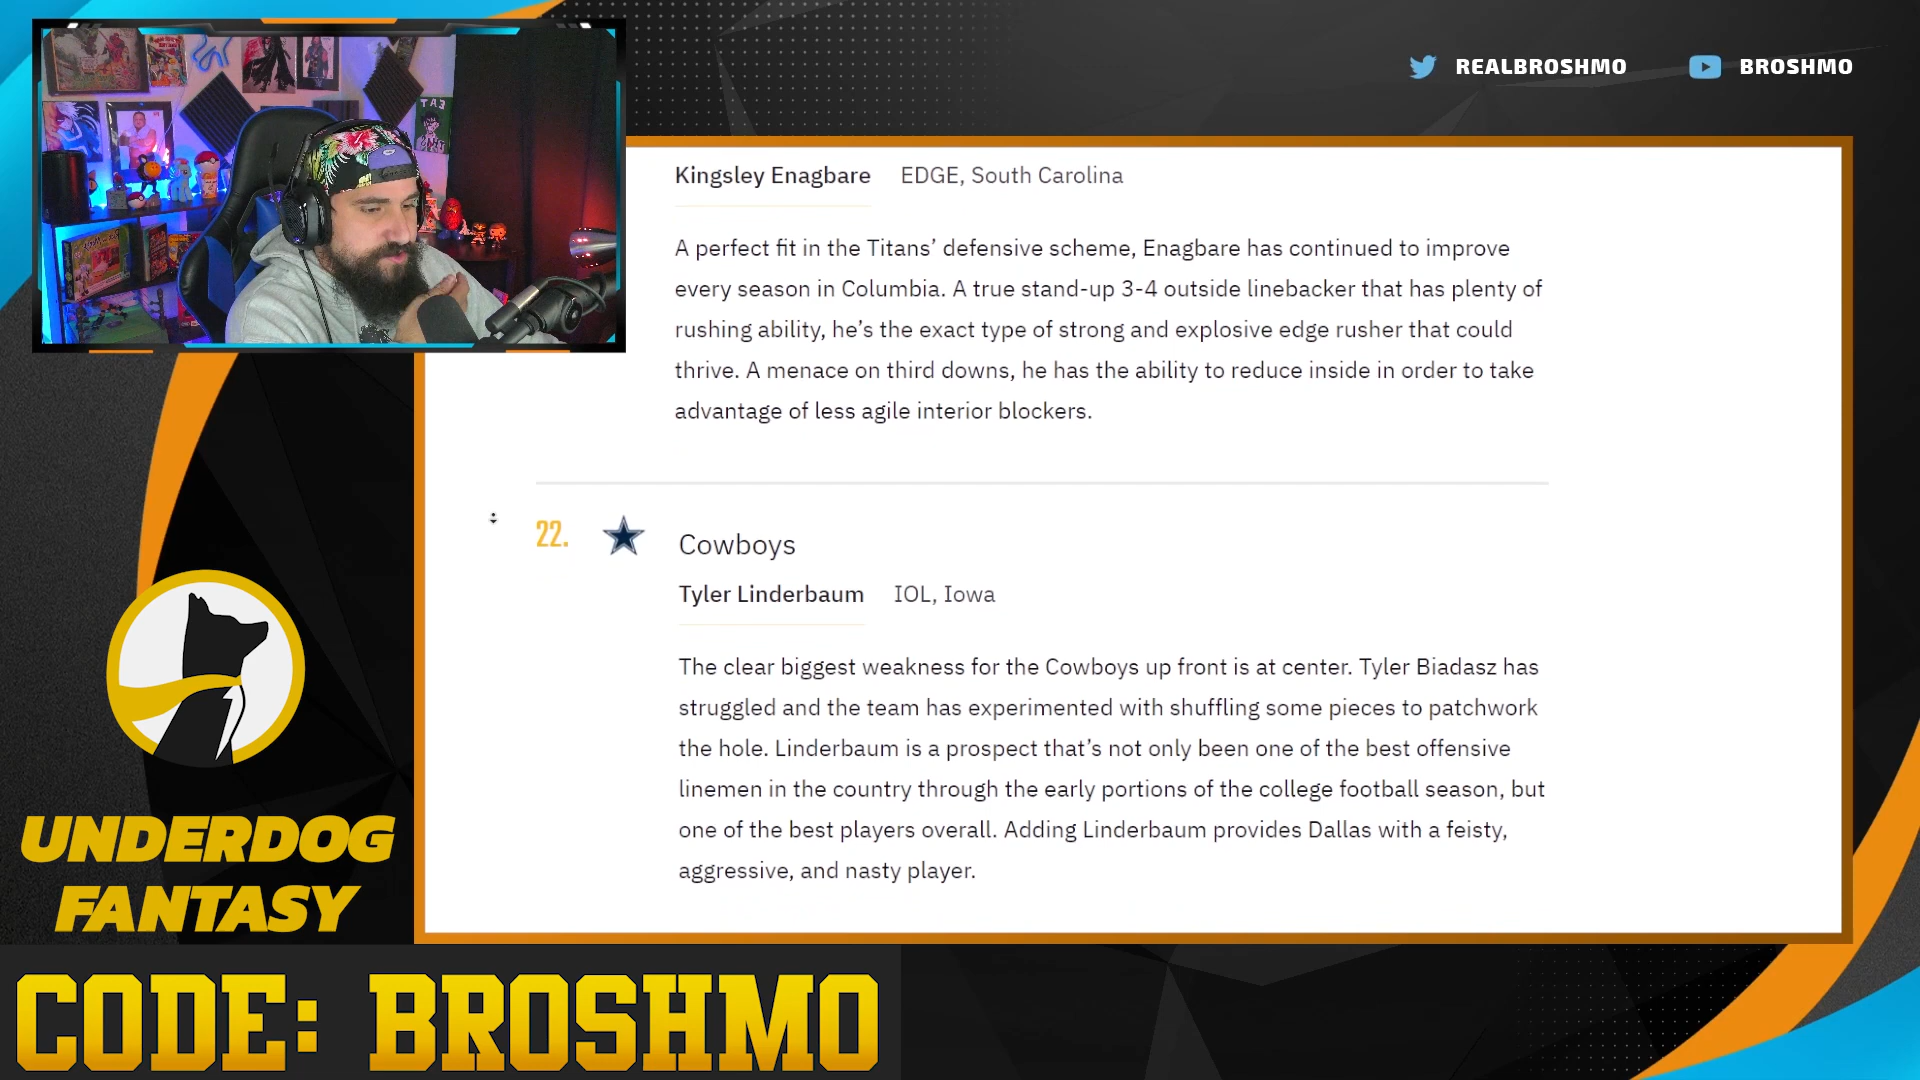 REALBROSHMO BROSHMO
Kingsley Enagbare EDGE, South Carolina
A perfect fit in the Titans’ defensive scheme, Enagbare has continued to improve
every season in Columbia. A true stand-up 3-4 outside linebacker that has plenty of
rushing ability, he’s the exact type of strong and explosive edge rusher that could
thrive. A menace on third downs, he has the ability to reduce inside in order to take
advantage of less agile interior blockers.
22. Cowboys
Tyler Linderbaum IOL, Iowa
The clear biggest weakness for the Cowboys up front is at center. Tyler Biadasz has
struggled and the team has experimented with shuffling some pieces to patchwork
the hole. Linderbaum is a prospect that’s not only been one of the best offensive
linemen in the country through the early portions of the college football season, but
one of the best players overall. Adding Linderbaum provides Dallas with a feisty,
aggressive, and nasty player.
UNDERDOG
FANTASY
CODE: BROSHMO